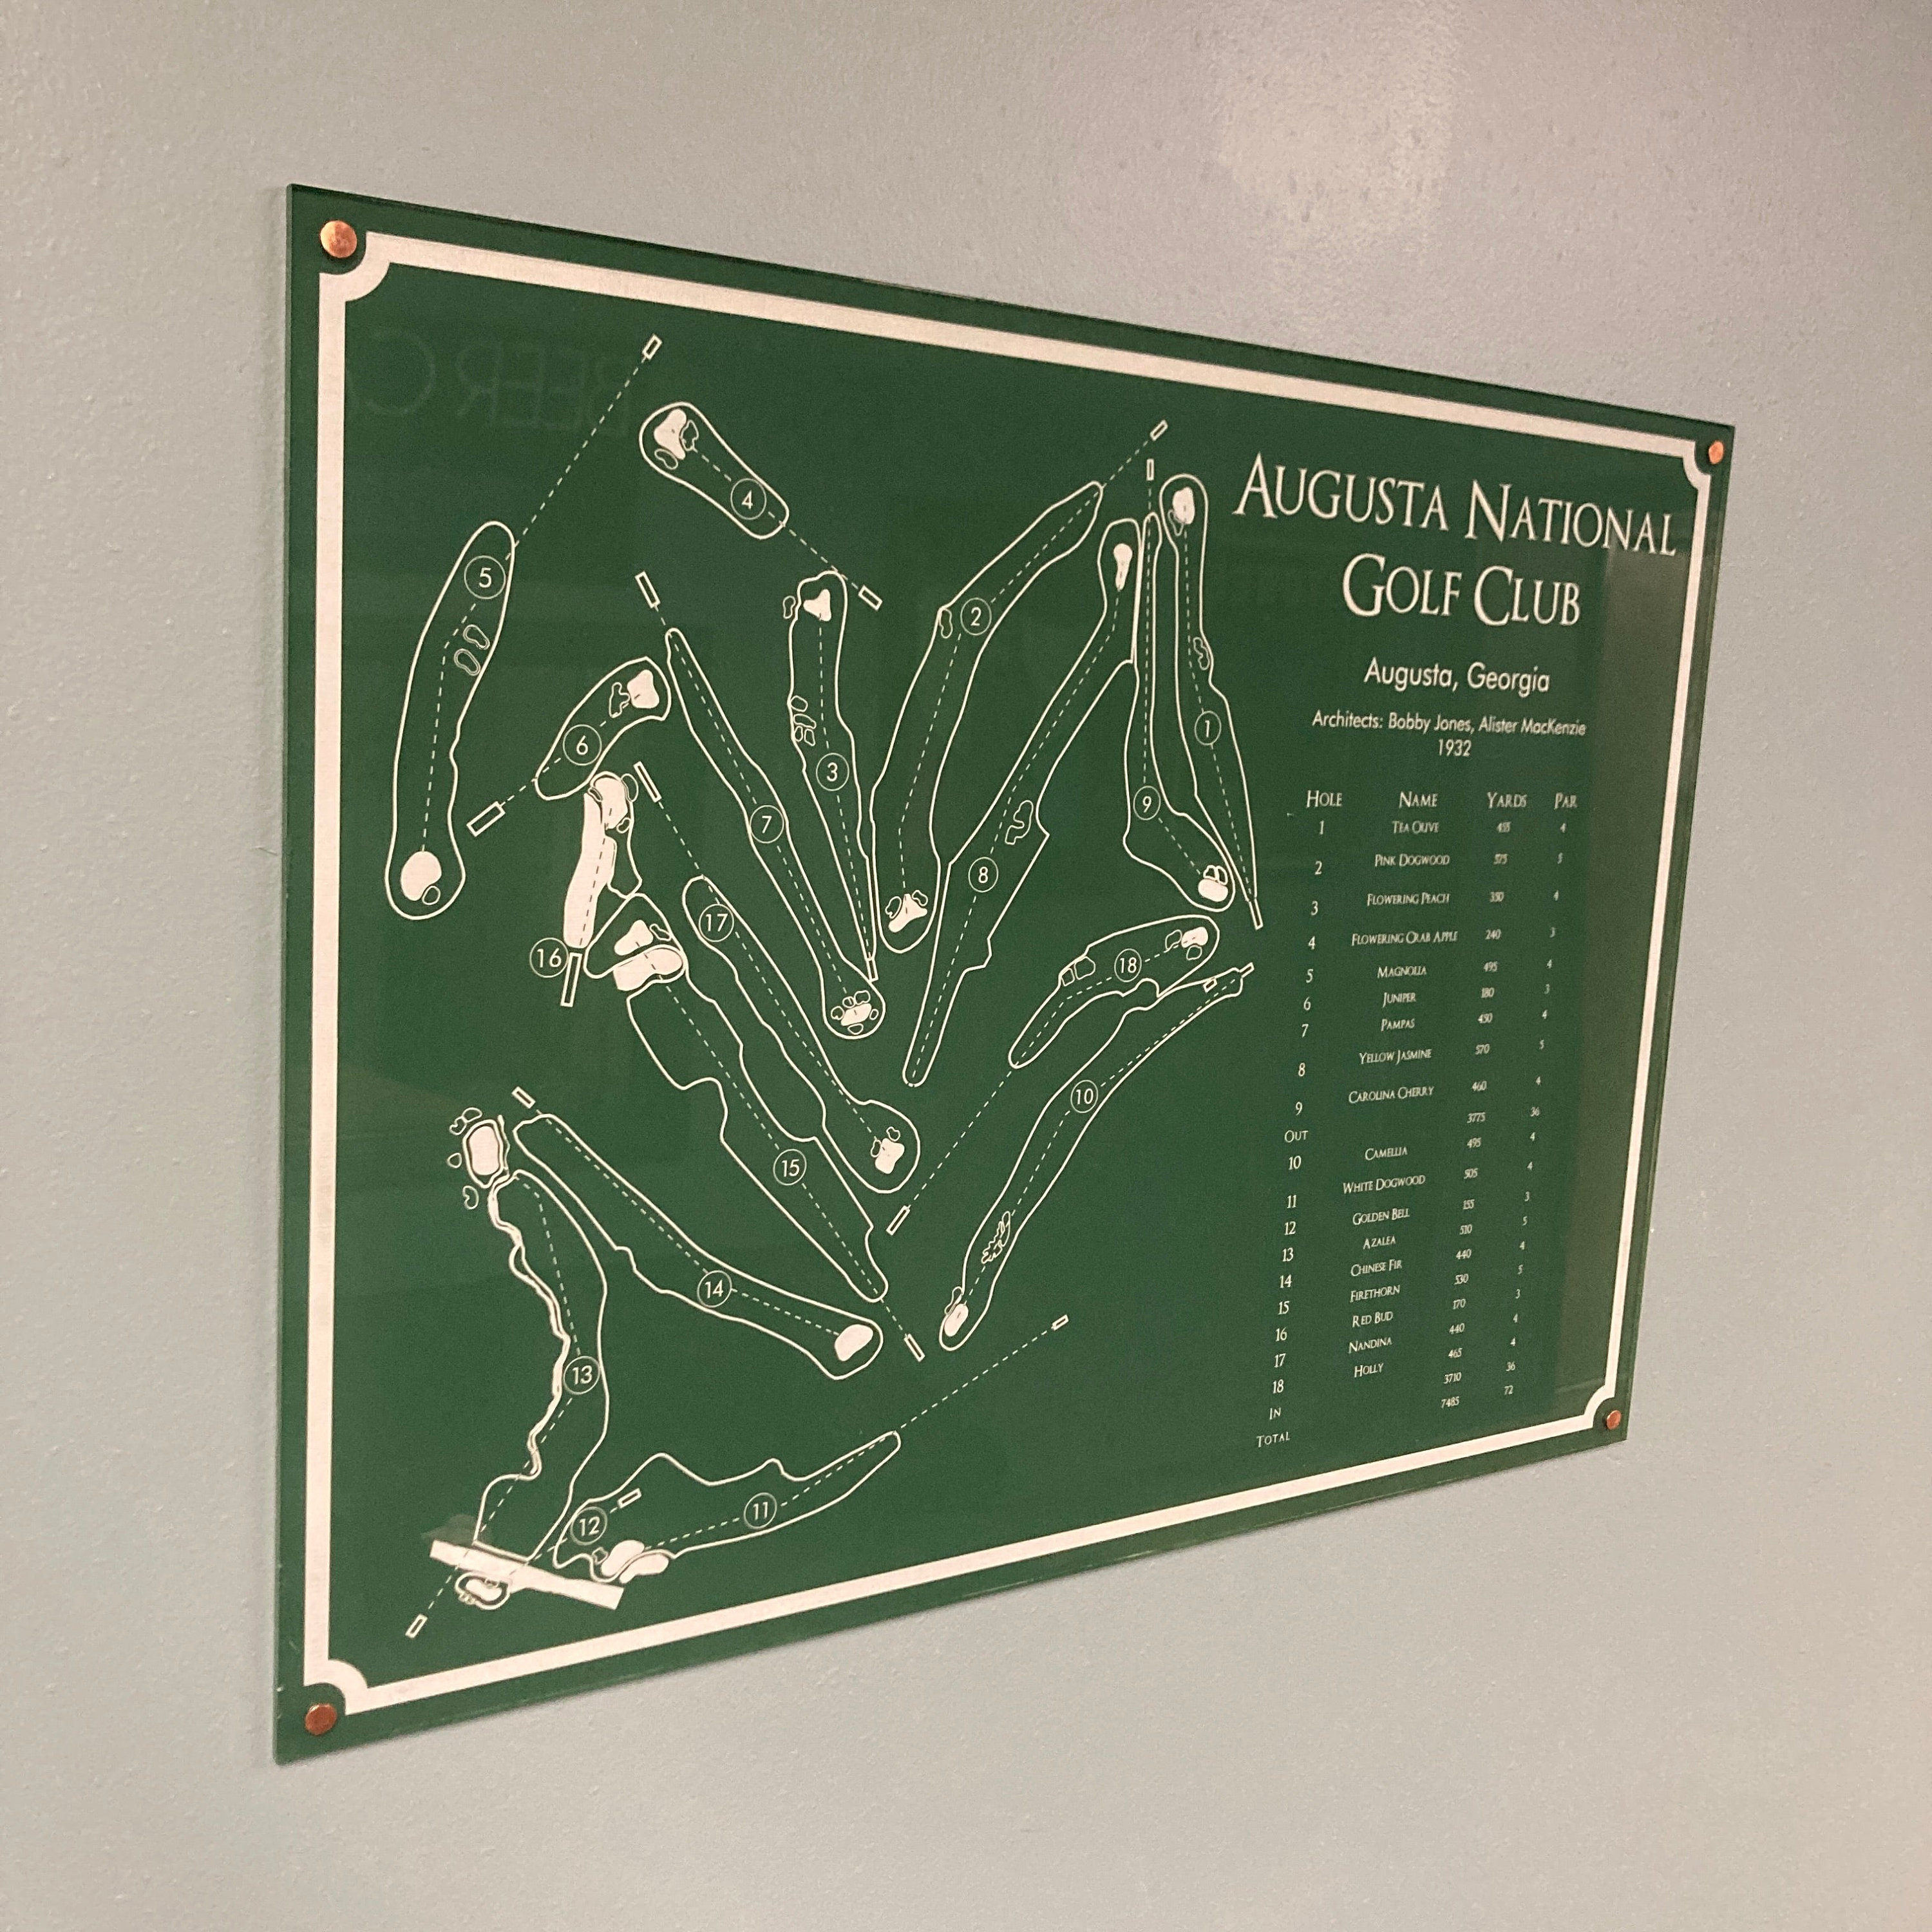 AUGUSTA NATIONAL
GOLF CLUB
Augusta, Georgia
Architects: Bobby Jones, Alister MacKenzie
1932
HOLE NAME YARDS PAR
1 TEA OLIVE 455 4
2 PINK DOGWOOD 575 5
3 FLOWERING PEACH 350 4
4 FLOWERING CRAB APPLE 240 3
5 MAGNOLIA 495 4
6 JUNIPER 180 3
7 PAMPAS 450 4
8 YELLOW JASMINE 570 5
9 CAROLINA CHERRY 460 4
OUT 3775 36
10 CAMELLIA 495 4
11 WHITE DOGWOOD 505 4
12 GOLDEN BELL 155 3
13 AZALEA 510 5
14 CHINESE FIR 440 4
15 FIRETHORN 530 5
16 RED BUD 170 3
17 NANDINA 440 4
18 HOLLY 465 4
IN 3710 36
TOTAL 7485 72
5
4
2
6
1
3
7
9
8
17
16
18
10
15
14
13
11
12